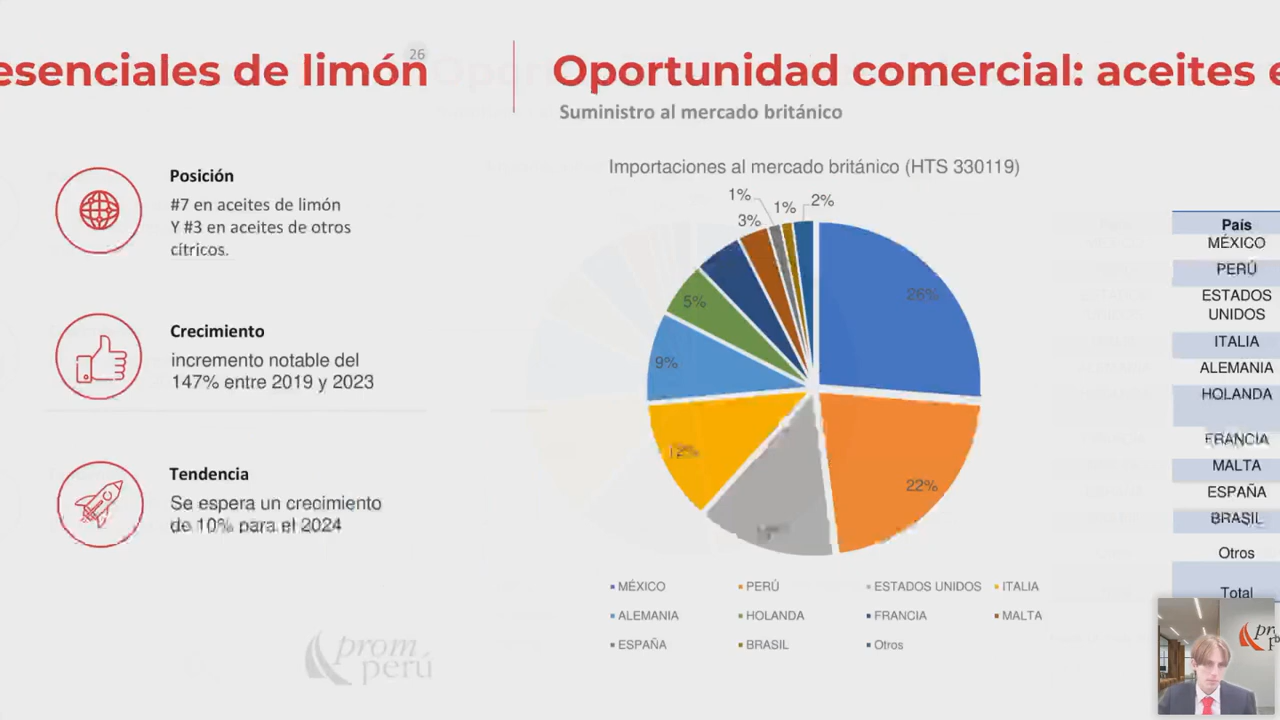 esenciales de limón
26
Posición
#7 en aceites de limón
Y #3 en aceites de otros
cítricos.
Crecimiento
incremento notable del
147% entre 2019 y 2023
Tendencia
Se espera un crecimiento
de 10% para el 2024
prom
perú
Oportunidad comercial: aceites e
Suministro al mercado británico
Importaciones al mercado británico (HTS 330119)
1%
1%
2%
3%
26%
5%
9%
12%
22%
MÉXICO PERÚ ESTADOS UNIDOS ITALIA
ALEMANIA HOLANDA FRANCIA MALTA
ESPAÑA BRASIL Otros
País
MÉXICO
PERÚ
ESTADOS
UNIDOS
ITALIA
ALEMANIA
HOLANDA
FRANCIA
MALTA
ESPAÑA
BRASIL
Otros
Total